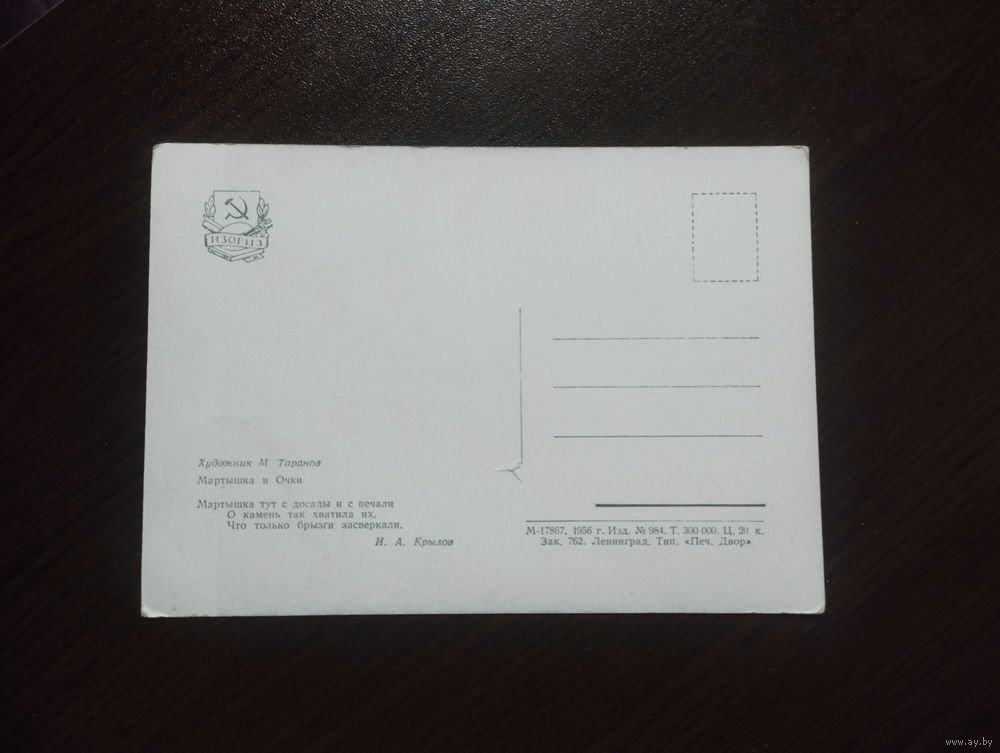 ИЗОГИЗ
Художник М. Таранов
Мартышка и Очки
Мартышка тут с досады и с печали
О камень так хватила их,
Что только брызги засверкали.
И. А. Крылов
М-17867. 1956 г. Изд. № 984. Т. 300 000. Ц. 20 к.
Зак. 762. Ленинград. Тип. «Печ. Двор»
www.ay.by